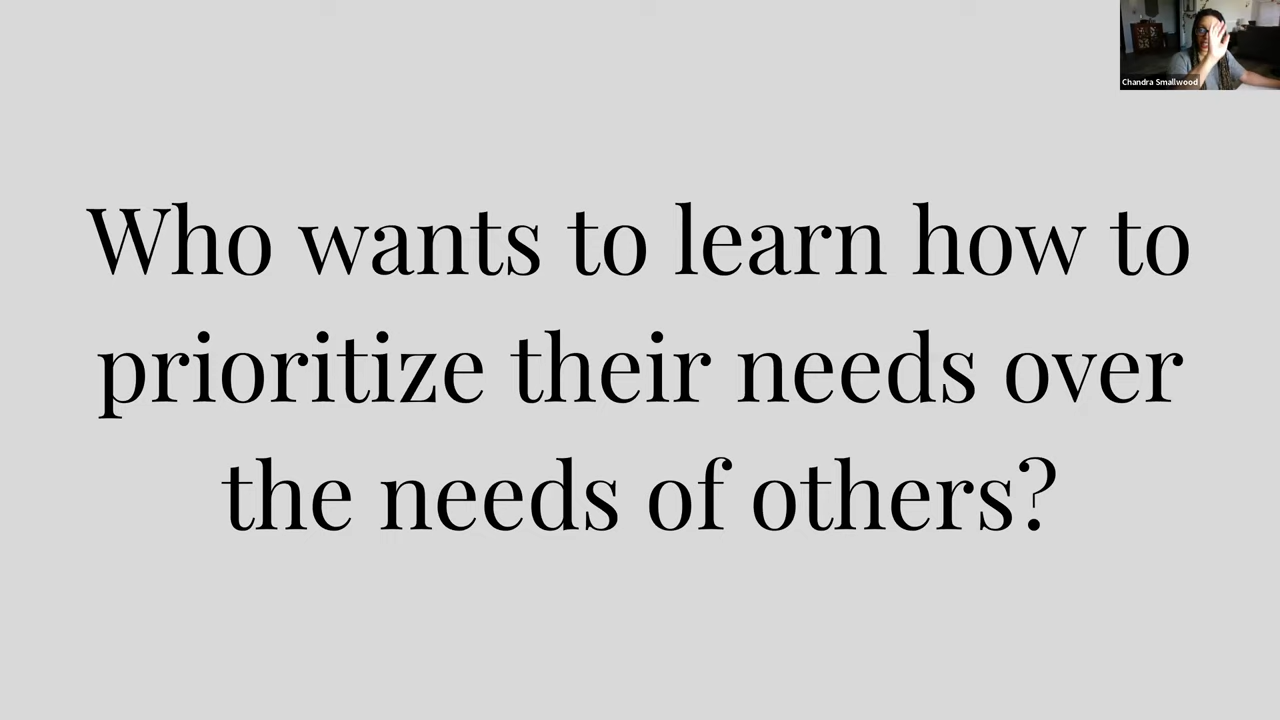 Chandra Smallwood
Who wants to learn how to
prioritize their needs over
the needs of others?